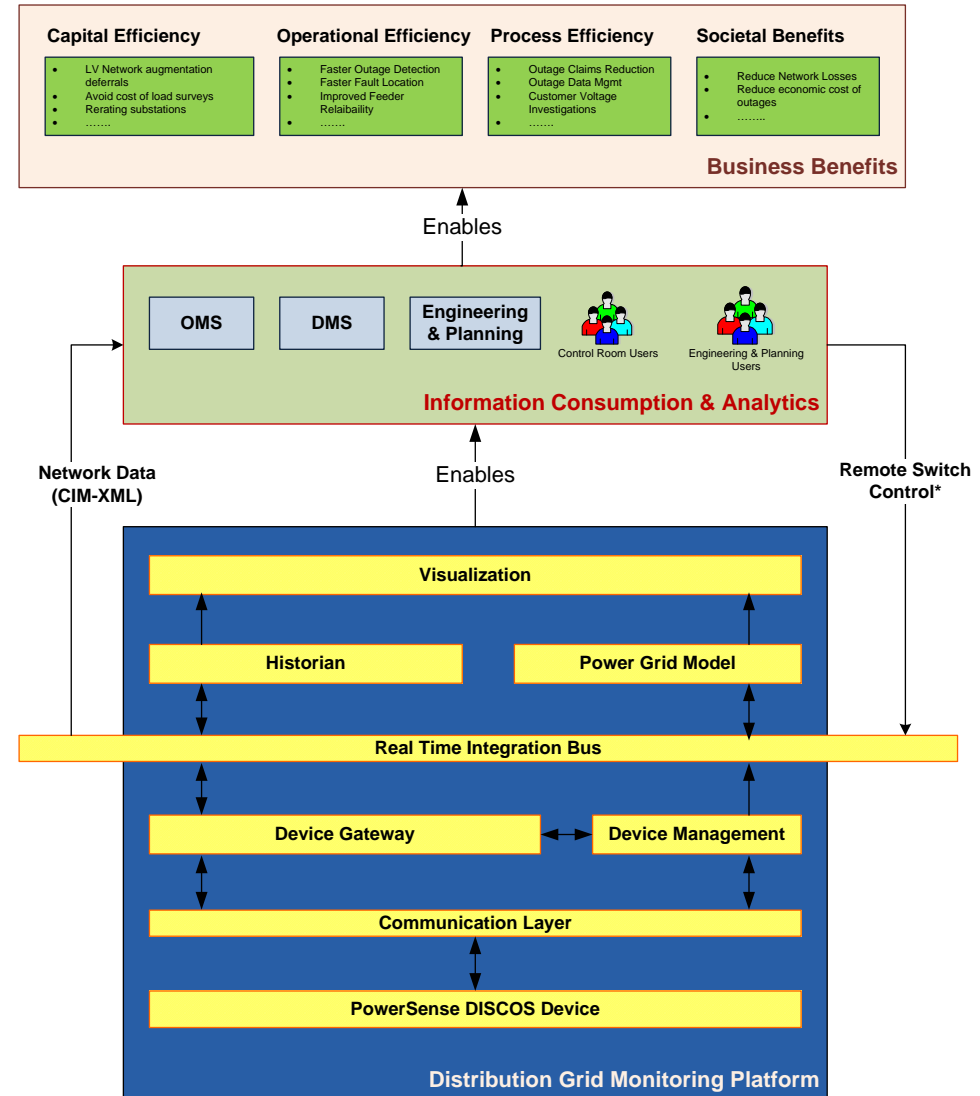 Capital Efficiency
Operational Efficiency
Process Efficiency
Societal Benefits
• LV Network augmentation
deferrals
• Avoid cost of load surveys
• Rerating substations
• …….
• Faster Outage Detection
• Faster Fault Location
• Improved Feeder
Relaibaility
• …….
• Outage Claims Reduction
• Outage Data Mgmt
• Customer Voltage
Investigations
• …….
• Reduce Network Losses
• Reduce economic cost of
outages
• ……..
Business Benefits
Enables
OMS
DMS
Engineering
& Planning
Control Room Users
Engineering & Planning
Users
Information Consumption & Analytics
Network Data
(CIM-XML)
Enables
Remote Switch
Control*
Visualization
Historian
Power Grid Model
Real Time Integration Bus
Device Gateway
Device Management
Communication Layer
PowerSense DISCOS Device
Distribution Grid Monitoring Platform